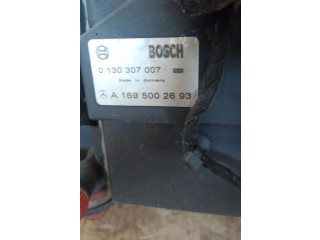 BOSCH
0 130 307 007
Made in Germany
A 169 500 26 93